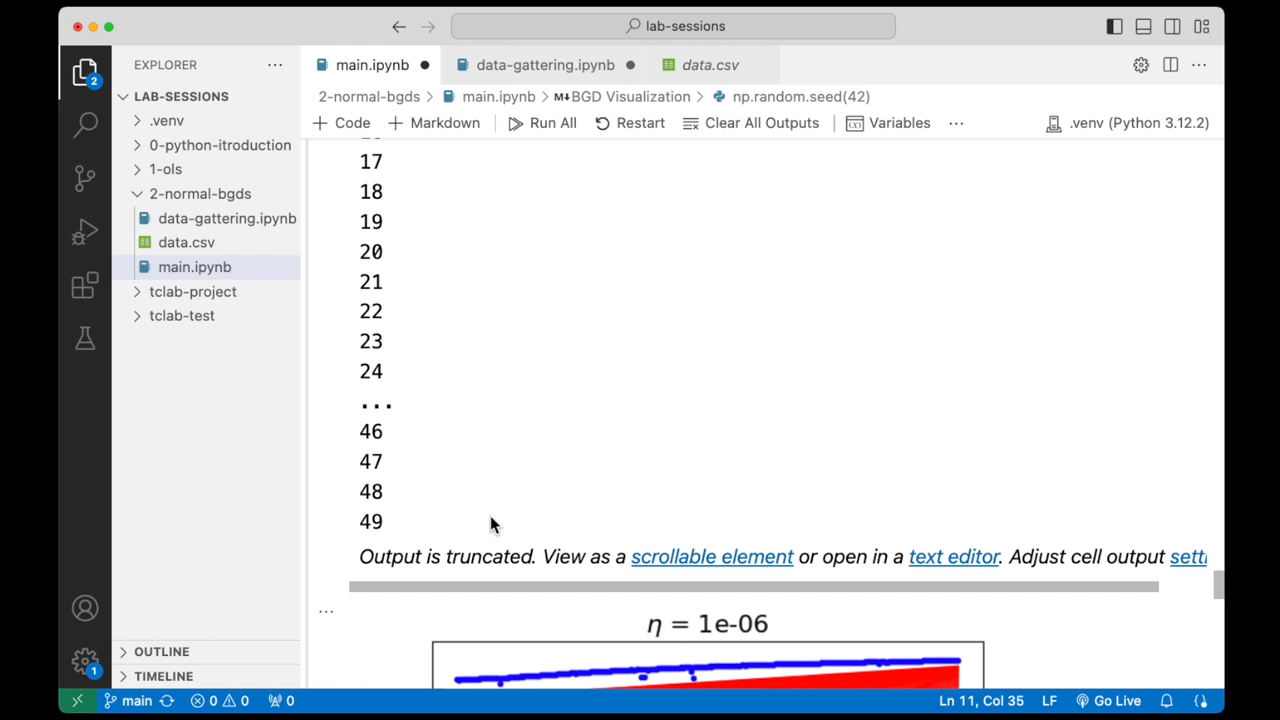 lab-sessions
EXPLORER
LAB-SESSIONS
.venv
0-python-itroduction
1-ols
2-normal-bgds
data-gattering.ipynb
data.csv
main.ipynb
tclab-project
tclab-test
OUTLINE
TIMELINE
2
1
main.ipynb data-gattering.ipynb data.csv
2-normal-bgds > main.ipynb > M↓BGD Visualization > np.random.seed(42)
+ Code + Markdown Run All Restart Clear All Outputs Variables ... .venv (Python 3.12.2)
17
18
19
20
21
22
23
24
...
46
47
48
49
Output is truncated. View as a scrollable element or open in a text editor. Adjust cell output
η = 1e-06
main 0 0 0 Ln 11, Col 35 LF Go Live